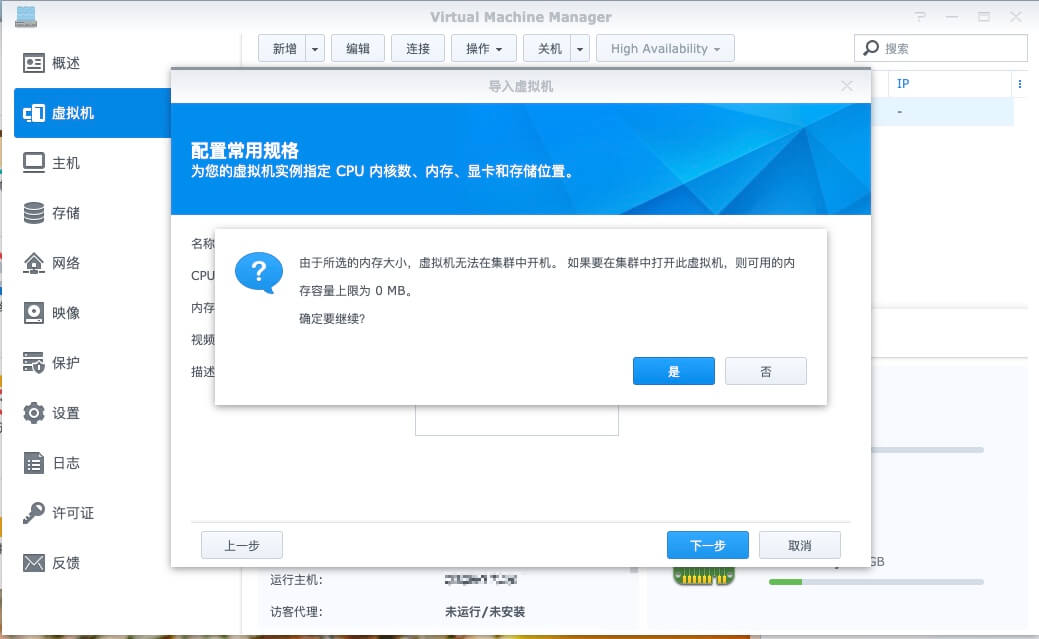 Virtual Machine Manager
新增
编辑
连接
操作
关机
High Availability
搜索
概述
虚拟机
主机
存储
网络
映像
保护
设置
日志
许可证
反馈
IP
-
导入虚拟机
配置常用规格
为您的虚拟机实例指定 CPU 内核数、内存、显卡和存储位置。
名称
CPU
内存
视频
描述
由于所选的内存大小，虚拟机无法在集群中开机。 如果要在集群中打开此虚拟机，则可用的内
存容量上限为 0 MB。
确定要继续?
是
否
上一步
下一步
取消
GB
运行主机:
访客代理:
未运行/未安装